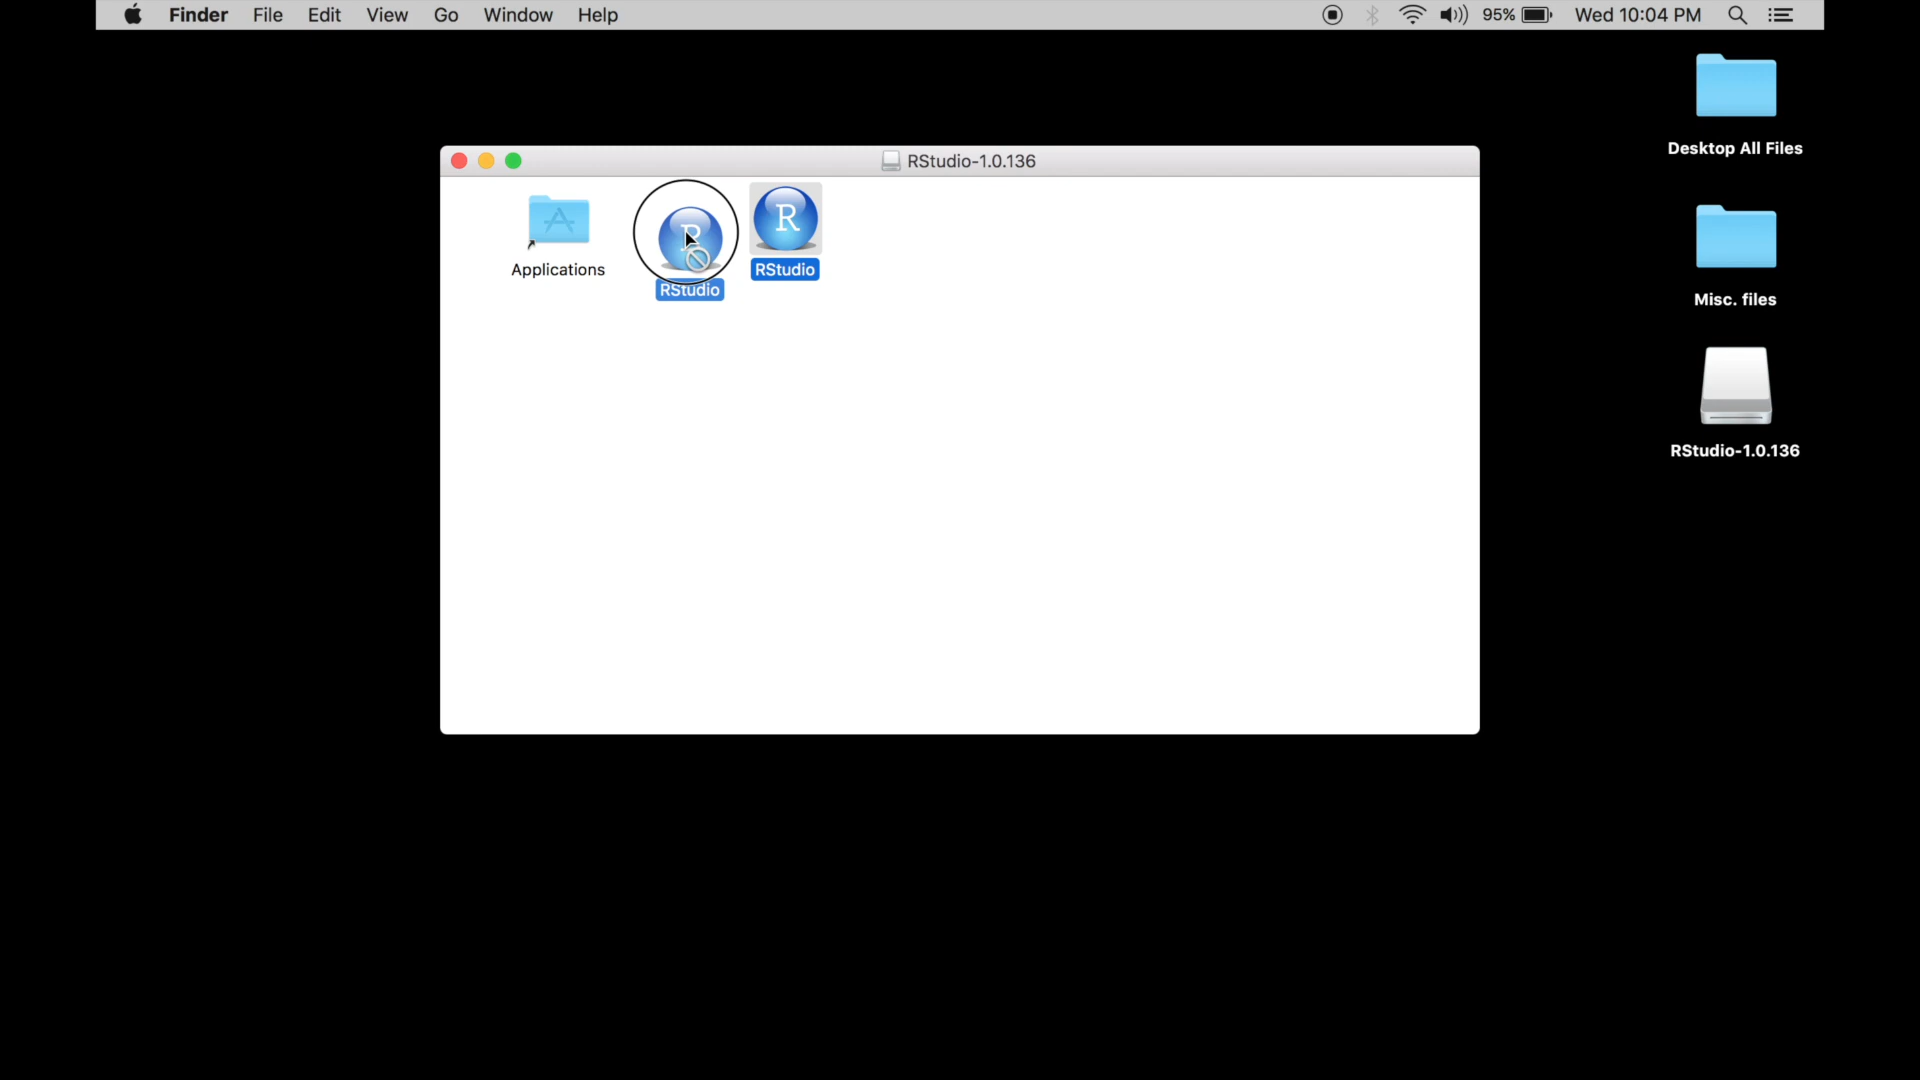 Finder File Edit View Go Window Help 95% Wed 10:04 PM
Desktop All Files
RStudio-1.0.136
R R
Applications RStudio RStudio
Misc. files
RStudio-1.0.136